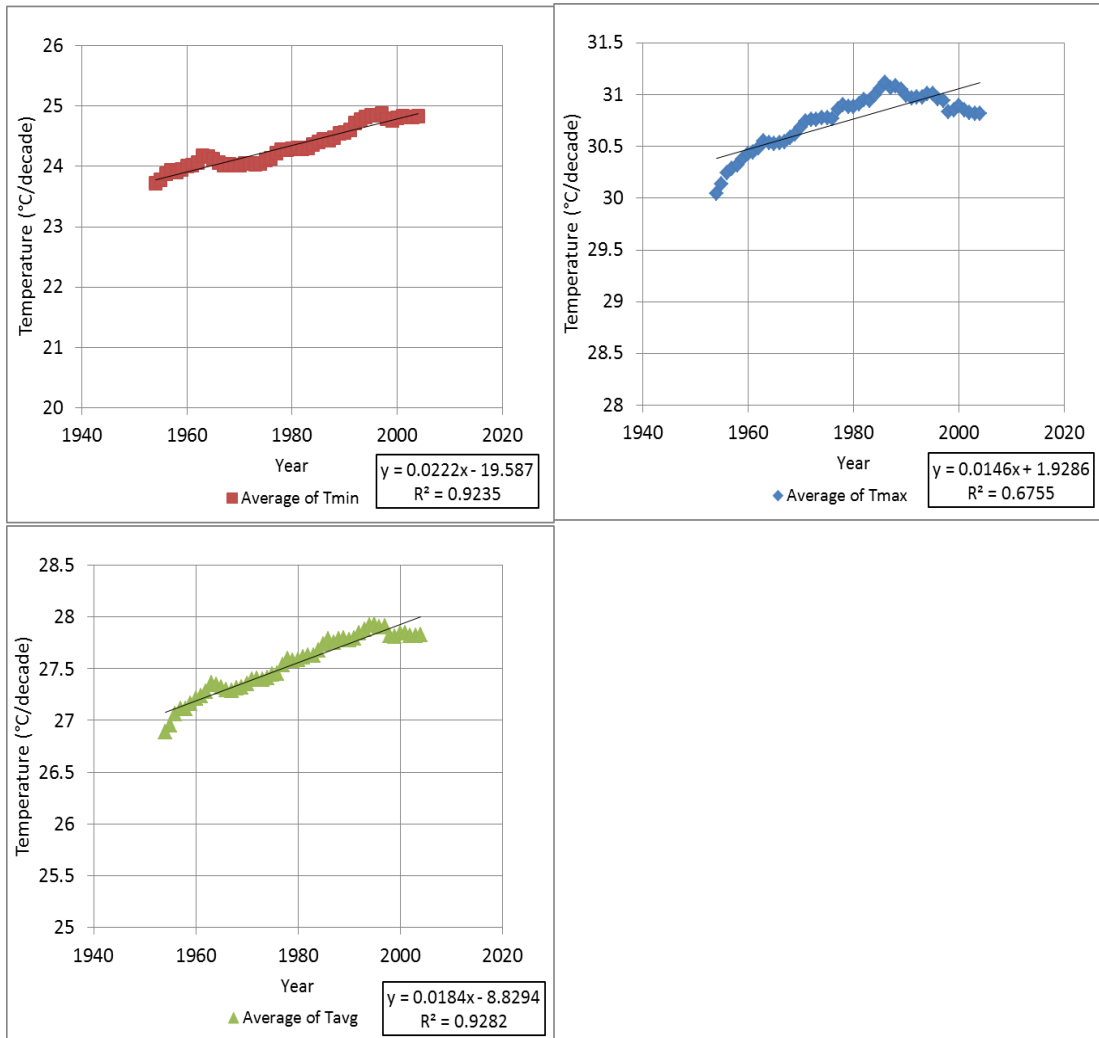 Temperature (°C/decade)
26
25
24
23
22
21
20
1940 1960 1980 2000 2020
Year
Average of Tmin
y = 0.0222x - 19.587
R² = 0.9235
Temperature (°C/decade)
31.5
31
30.5
30
29.5
29
28.5
28
1940 1960 1980 2000 2020
Year
Average of Tmax
y = 0.0146x + 1.9286
R² = 0.6755
Temperature (°C/decade)
28.5
28
27.5
27
26.5
26
25.5
25
1940 1960 1980 2000 2020
Year
Average of Tavg
y = 0.0184x - 8.8294
R² = 0.9282